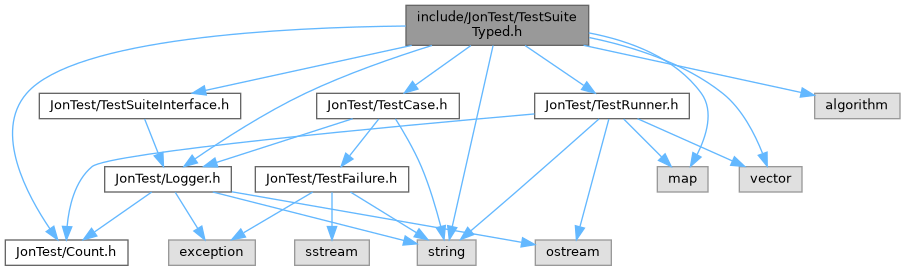 include/JonTest/TestSuite
Typed.h
JonTest/TestSuiteInterface.h
JonTest/TestCase.h
JonTest/TestRunner.h
algorithm
JonTest/Logger.h
JonTest/TestFailure.h
map
vector
JonTest/Count.h
exception
sstream
string
ostream